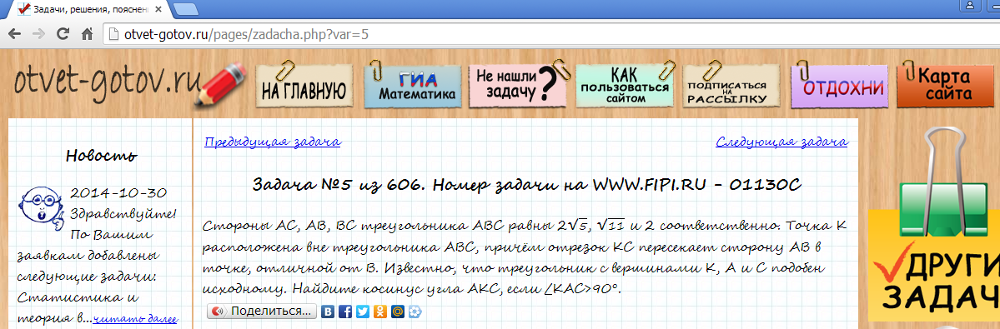 Задачи, решения, пояснен
otvet-gotov.ru/pages/zadacha.php?var=5
otvet-gotov.ru
НА ГЛАВНУЮ
ГИА
Математика
Не нашли
задачу?
КАК
пользоваться
сайтом
ПОДПИСАТЬСЯ
НА
РАССЫЛКУ
ОТДОХНИ
Карта
сайта
Предыдущая задача
Следующая задача
Новость
2014-10-30
Здравствуйте!
По Вашим
заявкам добавлены
следующие задачи:
Статистика и
теория в...читать далее
Задача №5 из 606. Номер задачи на WWW.FIPI.RU - 01130C
Стороны AC, AB, BC треугольника ABC равны 2√5, √11 и 2 соответственно. Точка K
расположена вне треугольника ABC, причём отрезок KC пересекает сторону AB в
точке, отличной от B. Известно, что треугольник с вершинами K, A и C подобен
исходному. Найдите косинус угла AKC, если ∠KAC>90°.
Поделиться...
ДРУГИ
ЗАДАЧ